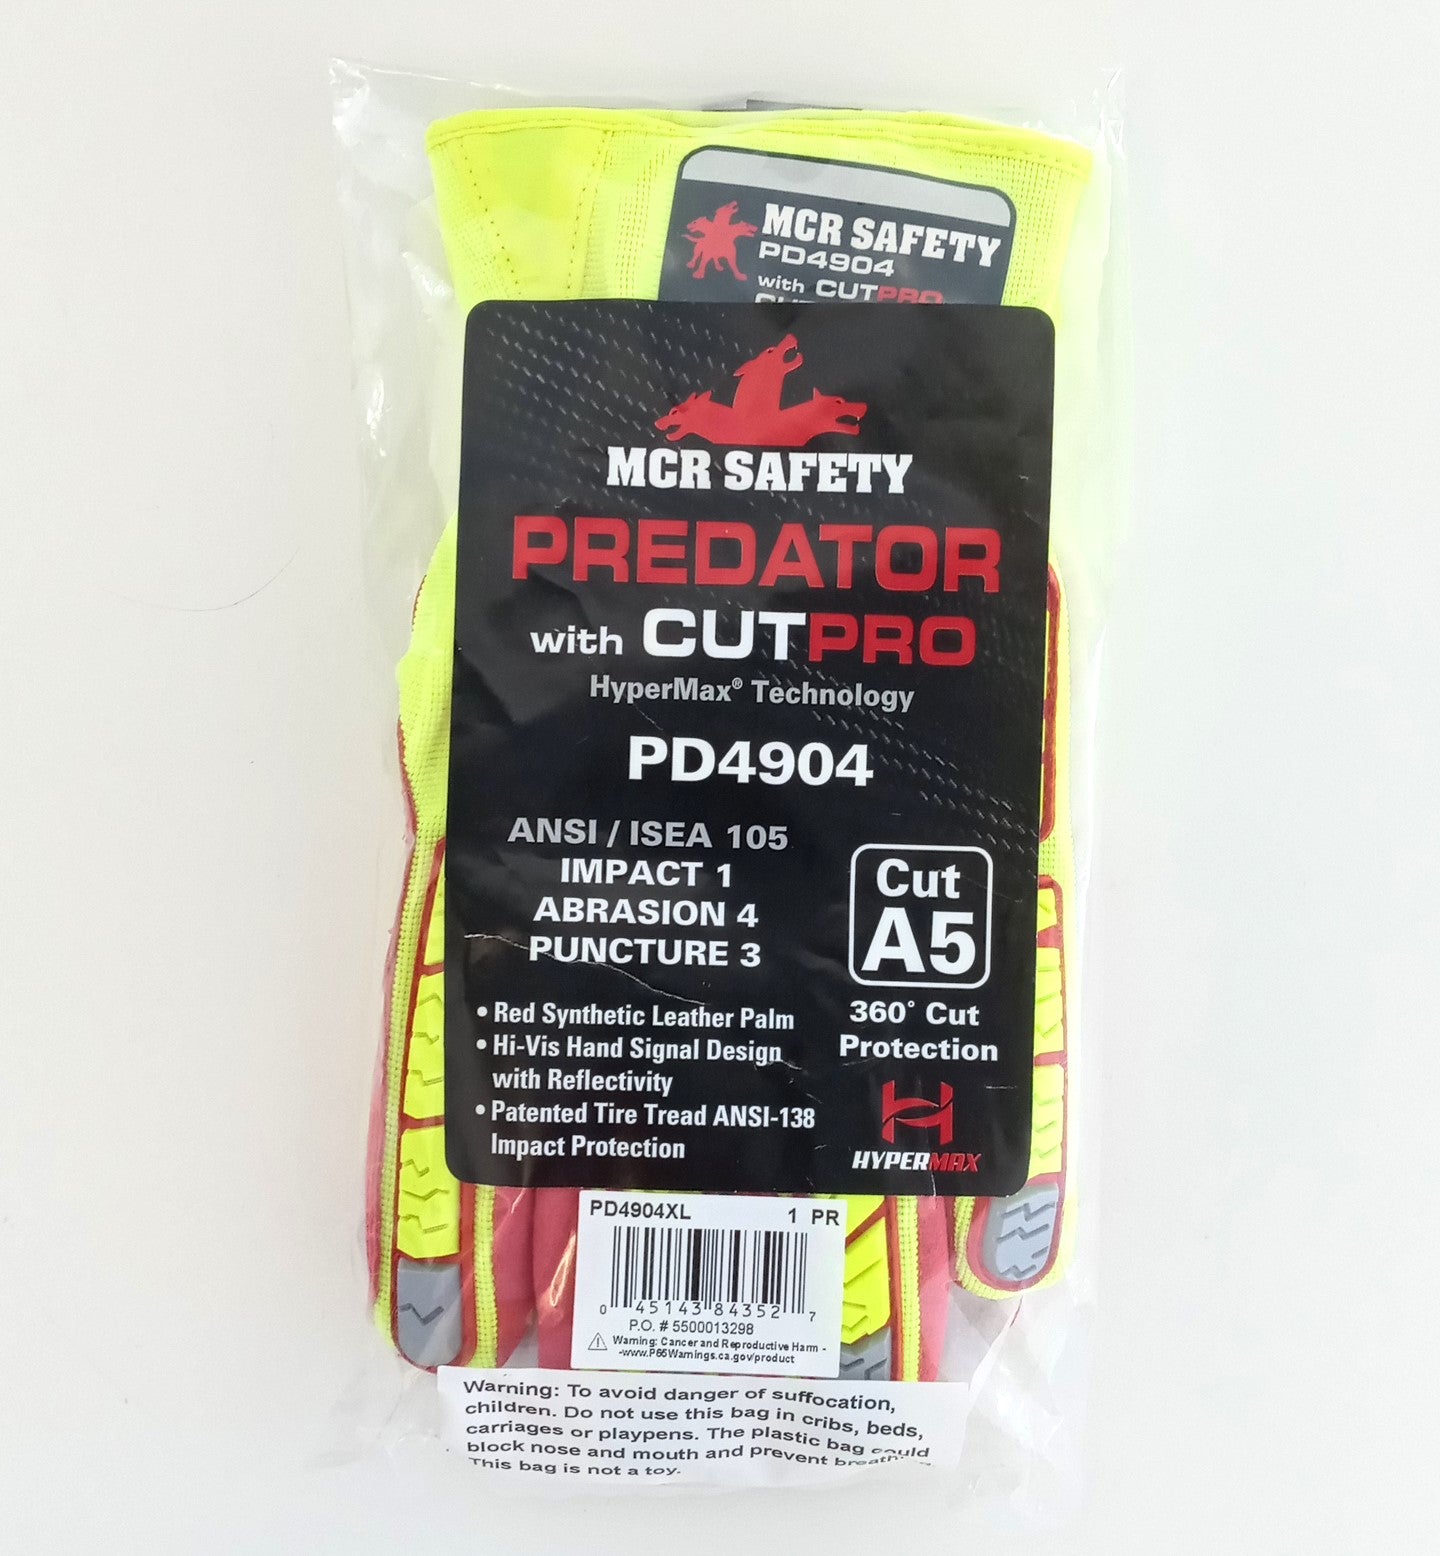 MCR SAFETY
PD4904
with CUTPRO
MCR SAFETY
PREDATOR
with CUTPRO
HyperMax® Technology
PD4904
ANSI / ISEA 105
IMPACT 1
ABRASION 4
PUNCTURE 3
Cut
A5
360° Cut
Protection
• Red Synthetic Leather Palm
• Hi-Vis Hand Signal Design
with Reflectivity
• Patented Tire Tread ANSI-138
Impact Protection
HYPERMAX
PD4904XL 1 PR
0 45143 84352 7
P.O. # 5500013298
Warning: Cancer and Reproductive Harm -
-www.P65Warnings.ca.gov/product
Warning: To avoid danger of suffocation,
children. Do not use this bag in cribs, beds,
carriages or playpens. The plastic bag could
block nose and mouth and prevent
This bag is not a toy.